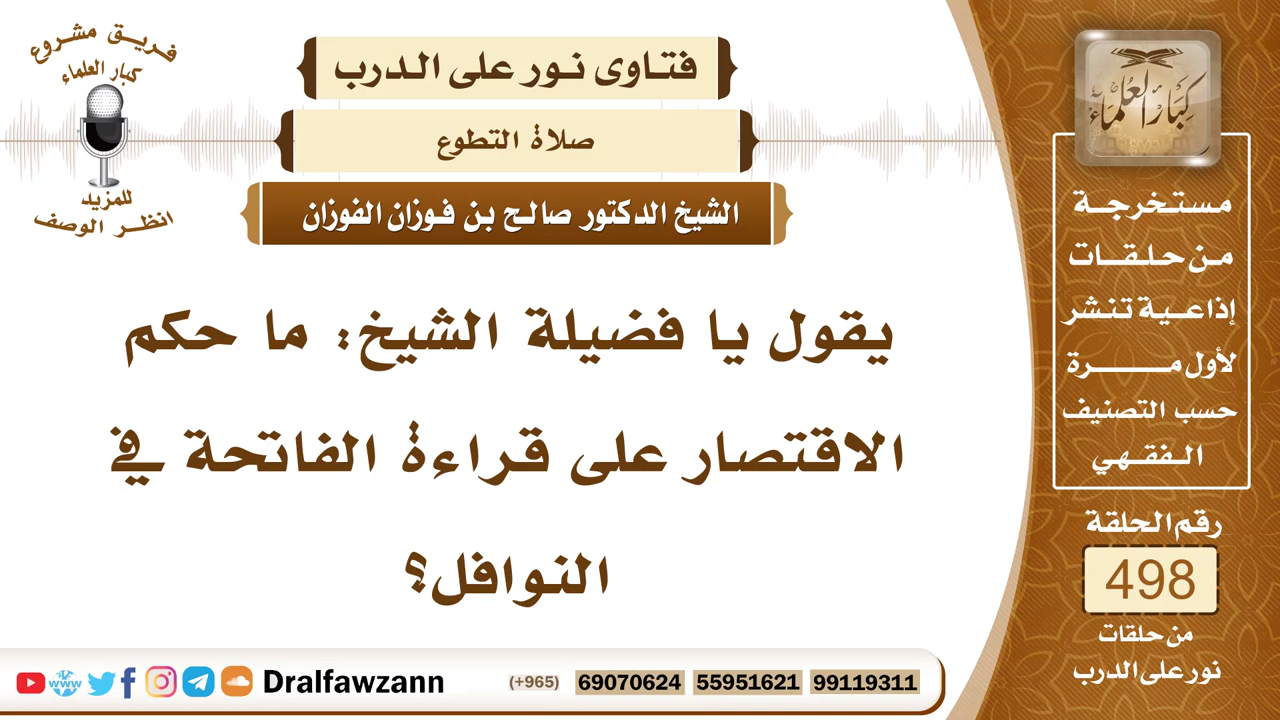 فريق مشروع
كبار العلماء
للمزيد
انظر الوصف
فتاوى نور على الدرب
صلاة التطوع
الشيخ الدكتور صالح بن فوزان الفوزان
يقول يا فضيلة الشيخ: ما حكم
الاقتصار على قراءة الفاتحة في
النوافل؟
كبار العلماء
مستخرجة
من حلقات
إذاعية تنشر
لأول مرة
حسب التصنيف
الفقهي
رقم الحلقة
498
من حلقات
نور على الدرب
www Dralfawzann (+965) 69070624 55951621 99119311